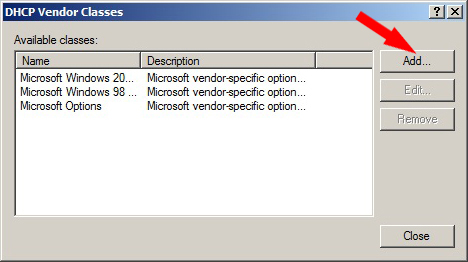 DHCP Vendor Classes
Available classes:
Name Description
Microsoft Windows 20... Microsoft vendor-specific option...
Microsoft Windows 98 ... Microsoft vendor-specific option...
Microsoft Options Microsoft vendor-specific option...
Add...
Edit...
Remove
Close